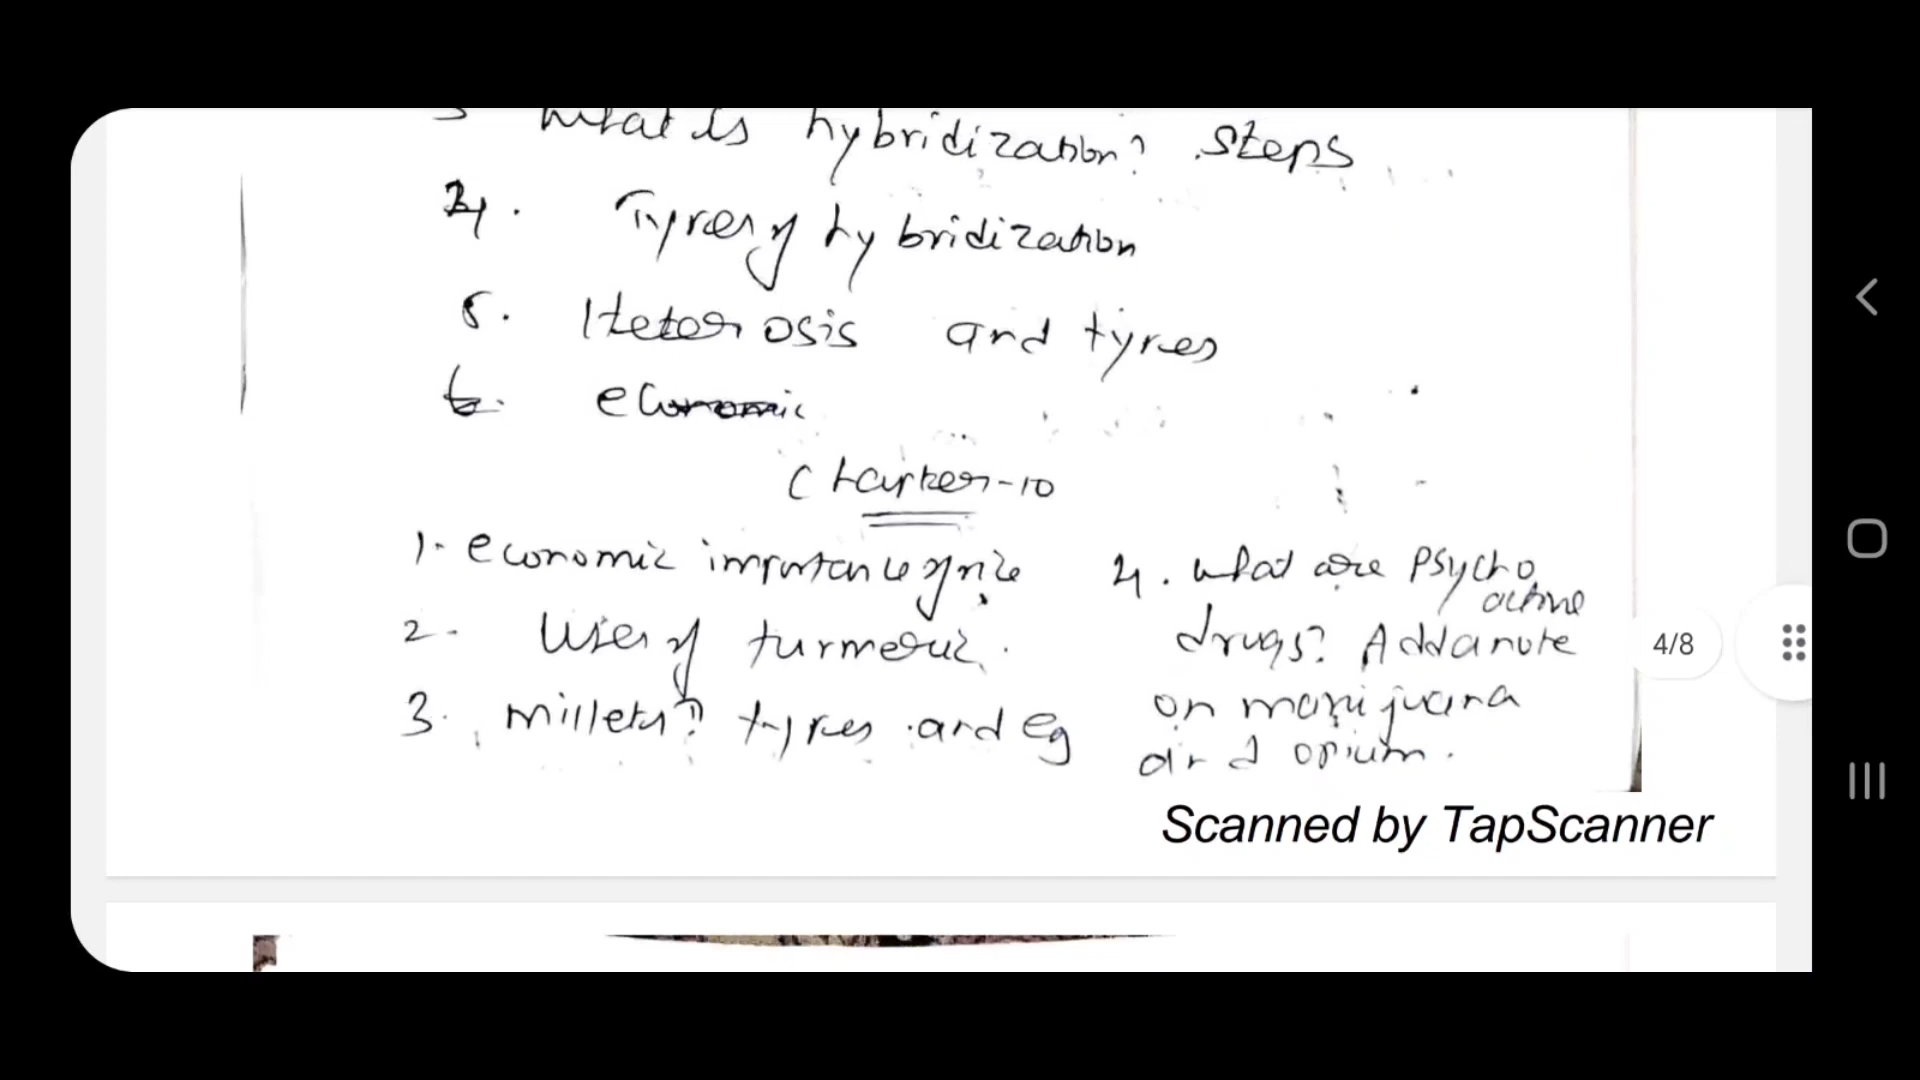 3 What is hybridization? steps
4. Types of hybridization
5. Heterosis and types
6. economic
Chapter-10
1. economic importance of rice
2. Uses of turmeric.
3. millets? types and eg
4. what are psycho
active
drugs? Add a note
on marijuana
and opium.
4/8
Scanned by TapScanner